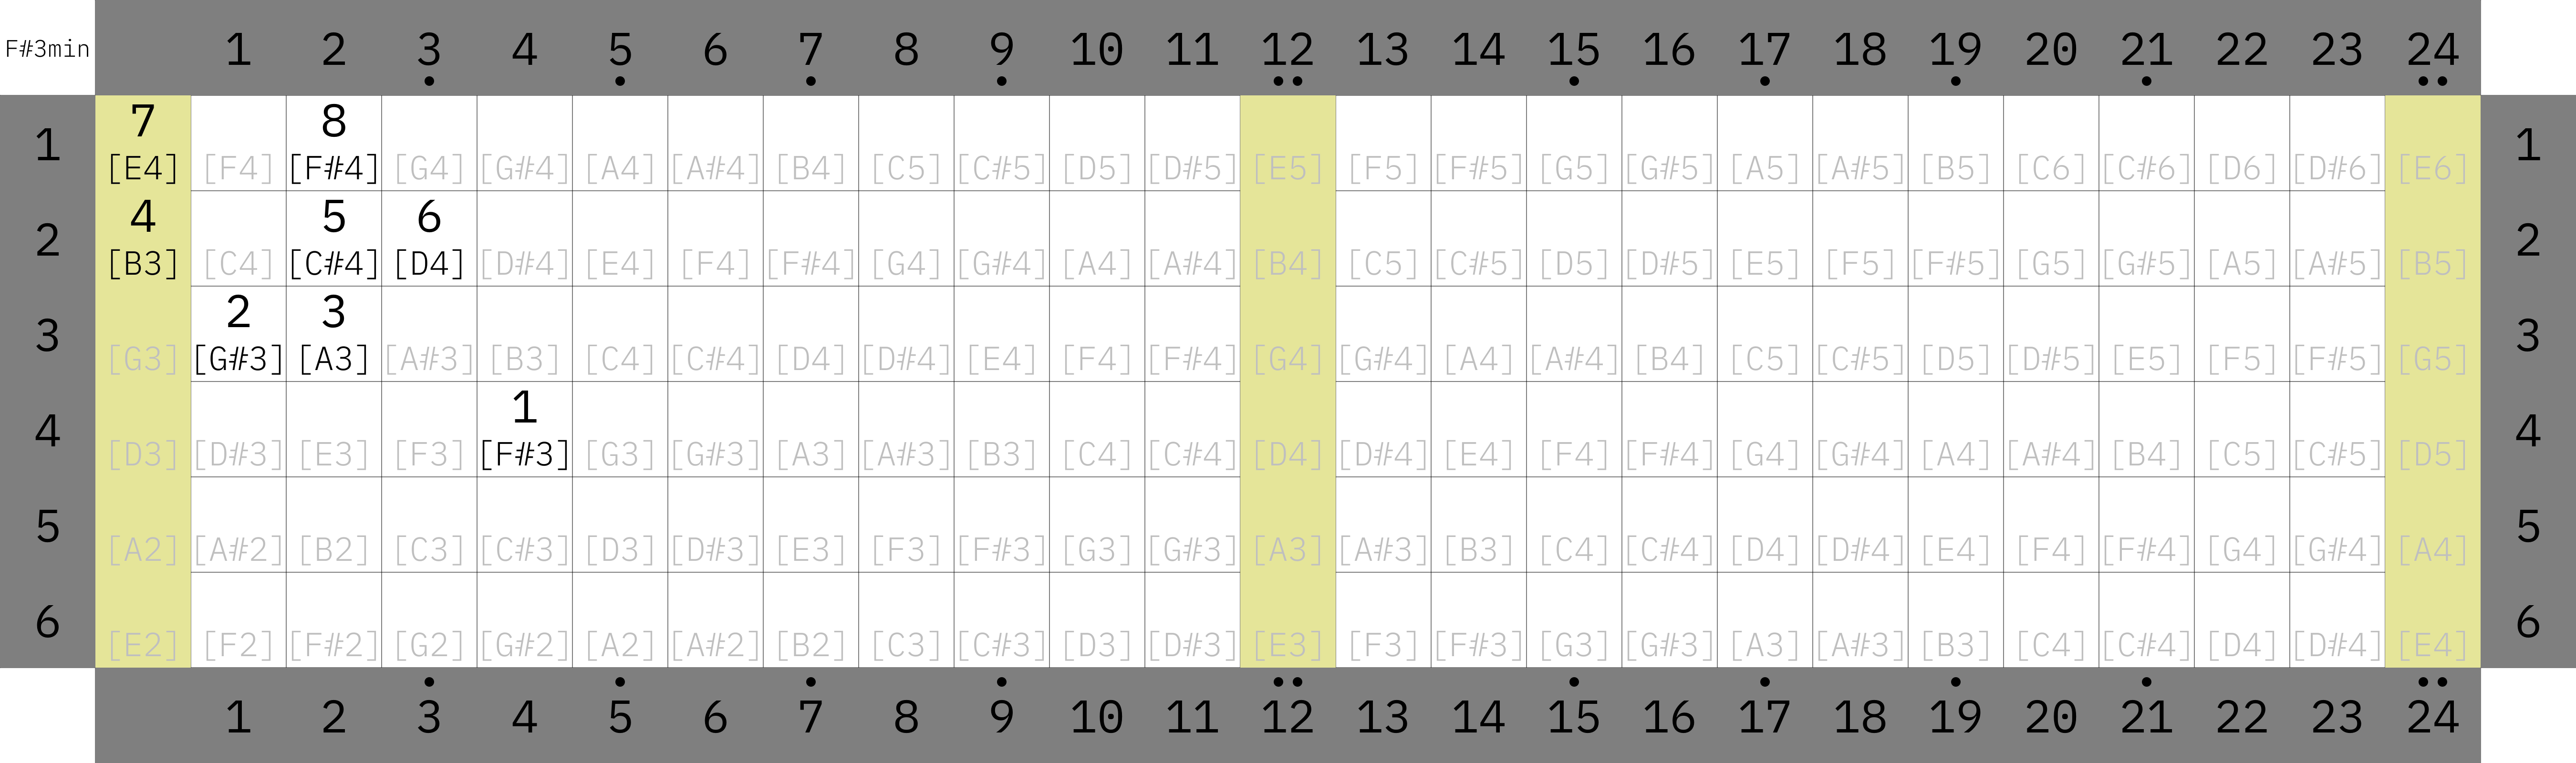 F#3min 1 2 3 4 5 6 7 8 9 10 11 12 13 14 15 16 17 18 19 20 21 22 23 24
7 8
1 [E4] [F4] [F#4] [G4] [G#4] [A4] [A#4] [B4] [C5] [C#5] [D5] [D#5] [E5] [F5] [F#5] [G5] [G#5] [A5] [A#5] [B5] [C6] [C#6] [D6] [D#6] [E6] 1
4 5 6
2 [B3] [C4] [C#4] [D4] [D#4] [E4] [F4] [F#4] [G4] [G#4] [A4] [A#4] [B4] [C5] [C#5] [D5] [D#5] [E5] [F5] [F#5] [G5] [G#5] [A5] [A#5] [B5] 2
2 3
3 [G3] [G#3] [A3] [A#3] [B3] [C4] [C#4] [D4] [D#4] [E4] [F4] [F#4] [G4] [G#4] [A4] [A#4] [B4] [C5] [C#5] [D5] [D#5] [E5] [F5] [F#5] [G5] 3
1
4 [D3] [D#3] [E3] [F3] [F#3] [G3] [G#3] [A3] [A#3] [B3] [C4] [C#4] [D4] [D#4] [E4] [F4] [F#4] [G4] [G#4] [A4] [A#4] [B4] [C5] [C#5] [D5] 4
5 [A2] [A#2] [B2] [C3] [C#3] [D3] [D#3] [E3] [F3] [F#3] [G3] [G#3] [A3] [A#3] [B3] [C4] [C#4] [D4] [D#4] [E4] [F4] [F#4] [G4] [G#4] [A4] 5
6 [E2] [F2] [F#2] [G2] [G#2] [A2] [A#2] [B2] [C3] [C#3] [D3] [D#3] [E3] [F3] [F#3] [G3] [G#3] [A3] [A#3] [B3] [C4] [C#4] [D4] [D#4] [E4] 6
1 2 3 4 5 6 7 8 9 10 11 12 13 14 15 16 17 18 19 20 21 22 23 24